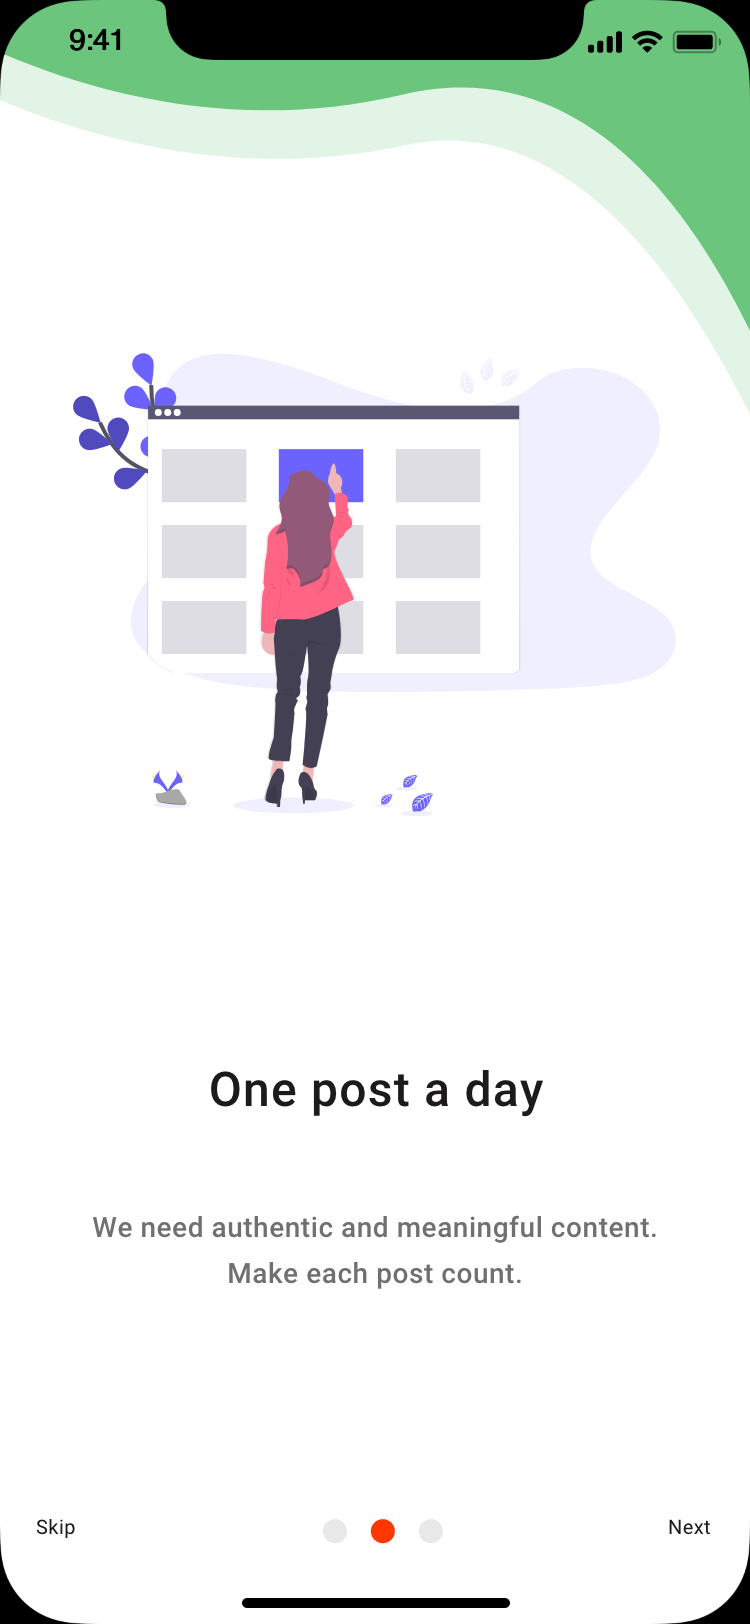 9:41
One post a day
We need authentic and meaningful content.
Make each post count.
Skip
Next